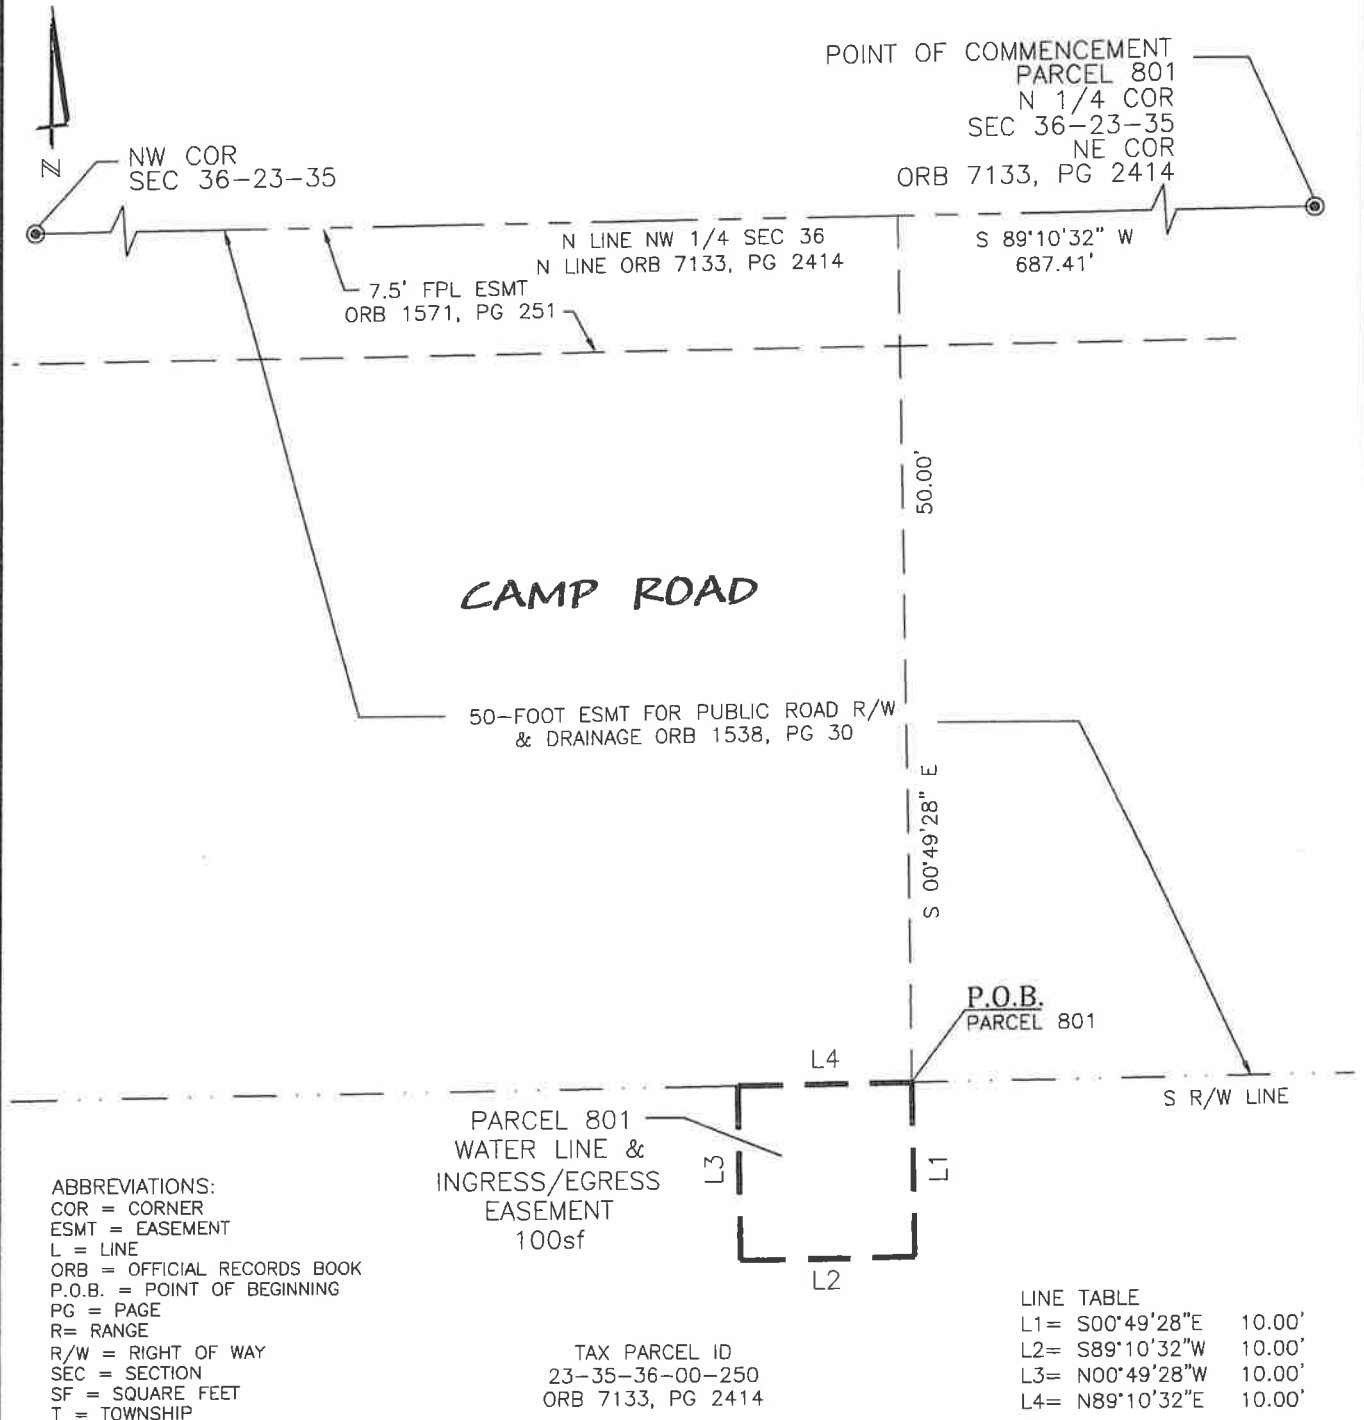 POINT OF COMMENCEMENT
PARCEL 801
N 1/4 COR
SEC 36-23-35
NE COR
ORB 7133, PG 2414
N
NW COR
SEC 36-23-35
N LINE NW 1/4 SEC 36
N LINE ORB 7133, PG 2414
S 89°10'32" W
687.41'
7.5' FPL ESMT
ORB 1571, PG 251
50.00'
CAMP ROAD
50-FOOT ESMT FOR PUBLIC ROAD R/W
& DRAINAGE ORB 1538, PG 30
S 00°49'28" E
P.O.B.
PARCEL 801
L4
S R/W LINE
PARCEL 801
WATER LINE &
INGRESS/EGRESS
EASEMENT
100sf
L3
L1
L2
ABBREVIATIONS:
COR = CORNER
ESMT = EASEMENT
L = LINE
ORB = OFFICIAL RECORDS BOOK
P.O.B. = POINT OF BEGINNING
PG = PAGE
R= RANGE
R/W = RIGHT OF WAY
SEC = SECTION
SF = SQUARE FEET
T = TOWNSHIP
TAX PARCEL ID
23-35-36-00-250
ORB 7133, PG 2414
LINE TABLE
L1= S00°49'28"E 10.00'
L2= S89°10'32"W 10.00'
L3= N00°49'28"W 10.00'
L4= N89°10'32"E 10.00'